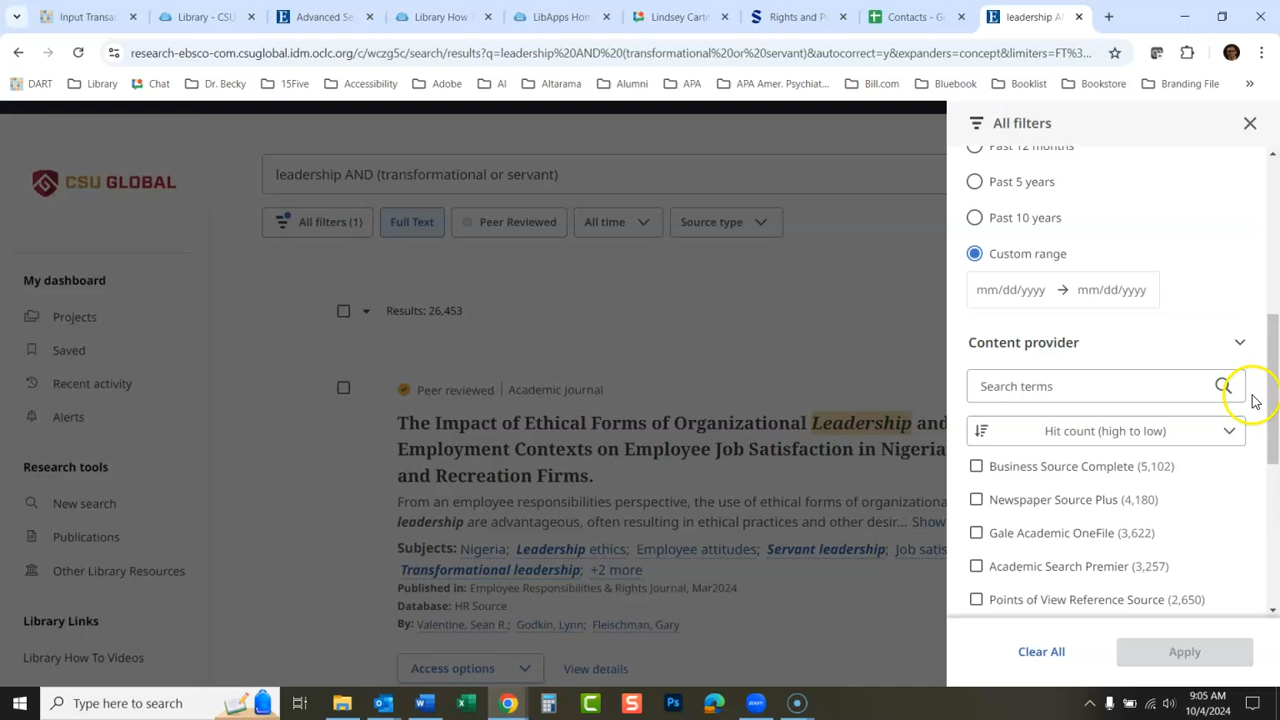 Input Transa
Library - CSU
Advanced Se
Library How
LibApps Hom
Lindsey Carte
Rights and Pe
Contacts - G
leadership A
research-ebsco-com.csuglobal.idm.oclc.org/c/wczg5c/search/results?q=leadership%20AND%20(transformational%20or%20servant)&autocorrect=y&expanders=concept&limiters=FT%3...
DART
Library
Chat
Dr. Becky
15Five
Accessibility
Adobe
AI
Altarama
Alumni
APA
APA Amer. Psychiat...
Bill.com
Bluebook
Booklist
Bookstore
Branding File
CSU GLOBAL
My dashboard
Projects
Saved
Recent activity
Alerts
Research tools
New search
Publications
Other Library Resources
Library Links
Library How To Videos
leadership AND (transformational or servant)
All filters (1)
Full Text
Peer Reviewed
All time
Source type
Results: 26,453
Peer reviewed | Academic journal
The Impact of Ethical Forms of Organizational Leadership and
Employment Contexts on Employee Job Satisfaction in Nigeria
and Recreation Firms.
From an employee responsibilities perspective, the use of ethical forms of organiza
leadership are advantageous, often resulting in ethical practices and other desir... Show
Subjects: Nigeria; Leadership ethics; Employee attitudes; Servant leadership; Job satis
Transformational leadership; +2 more
Published in: Employee Responsibilities & Rights Journal, Mar2024
Database: HR Source
By: Valentine, Sean R.; Godkin, Lynn; Fleischman, Gary
Access options
View details
All filters
Past 12 months
Past 5 years
Past 10 years
Custom range
mm/dd/yyyy → mm/dd/yyyy
Content provider
Search terms
Hit count (high to low)
Business Source Complete (5,102)
Newspaper Source Plus (4,180)
Gale Academic OneFile (3,622)
Academic Search Premier (3,257)
Points of View Reference Source (2,650)
Clear All
Apply
Type here to search
9:05 AM
10/4/2024